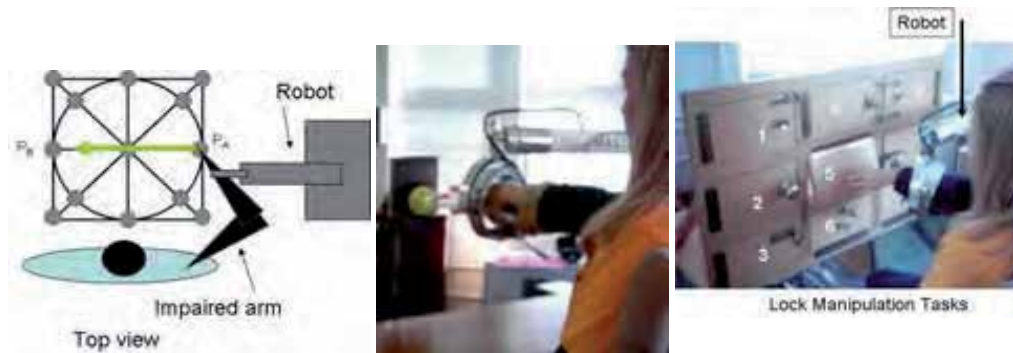 Robot
P_B
P_A
Impaired arm
Top view
Robot
1
2
3
5
6
Lock Manipulation Tasks